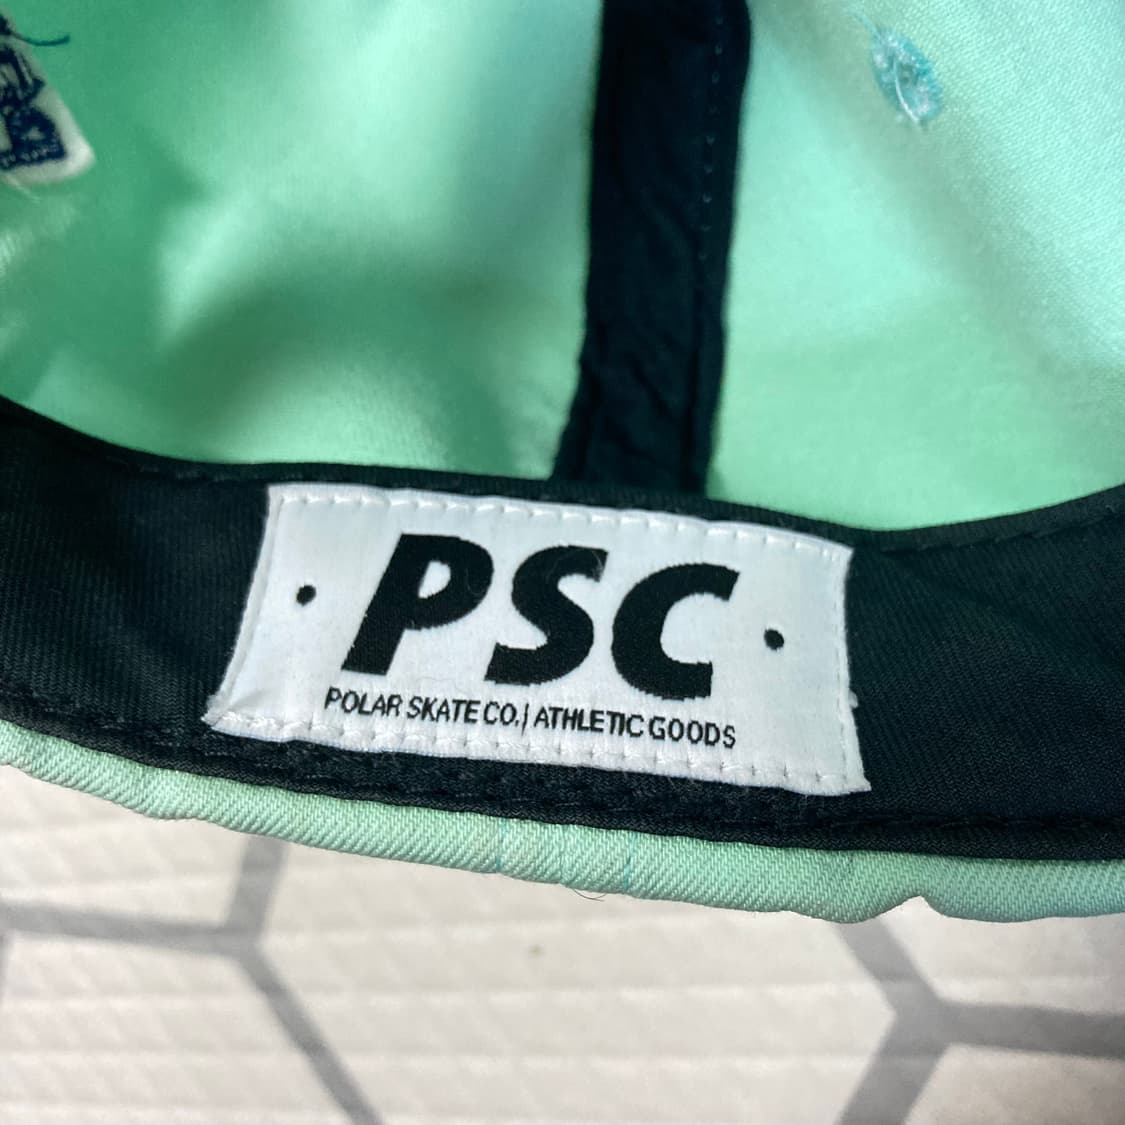 • PSC •
POLAR SKATE CO. | ATHLETIC GOODS